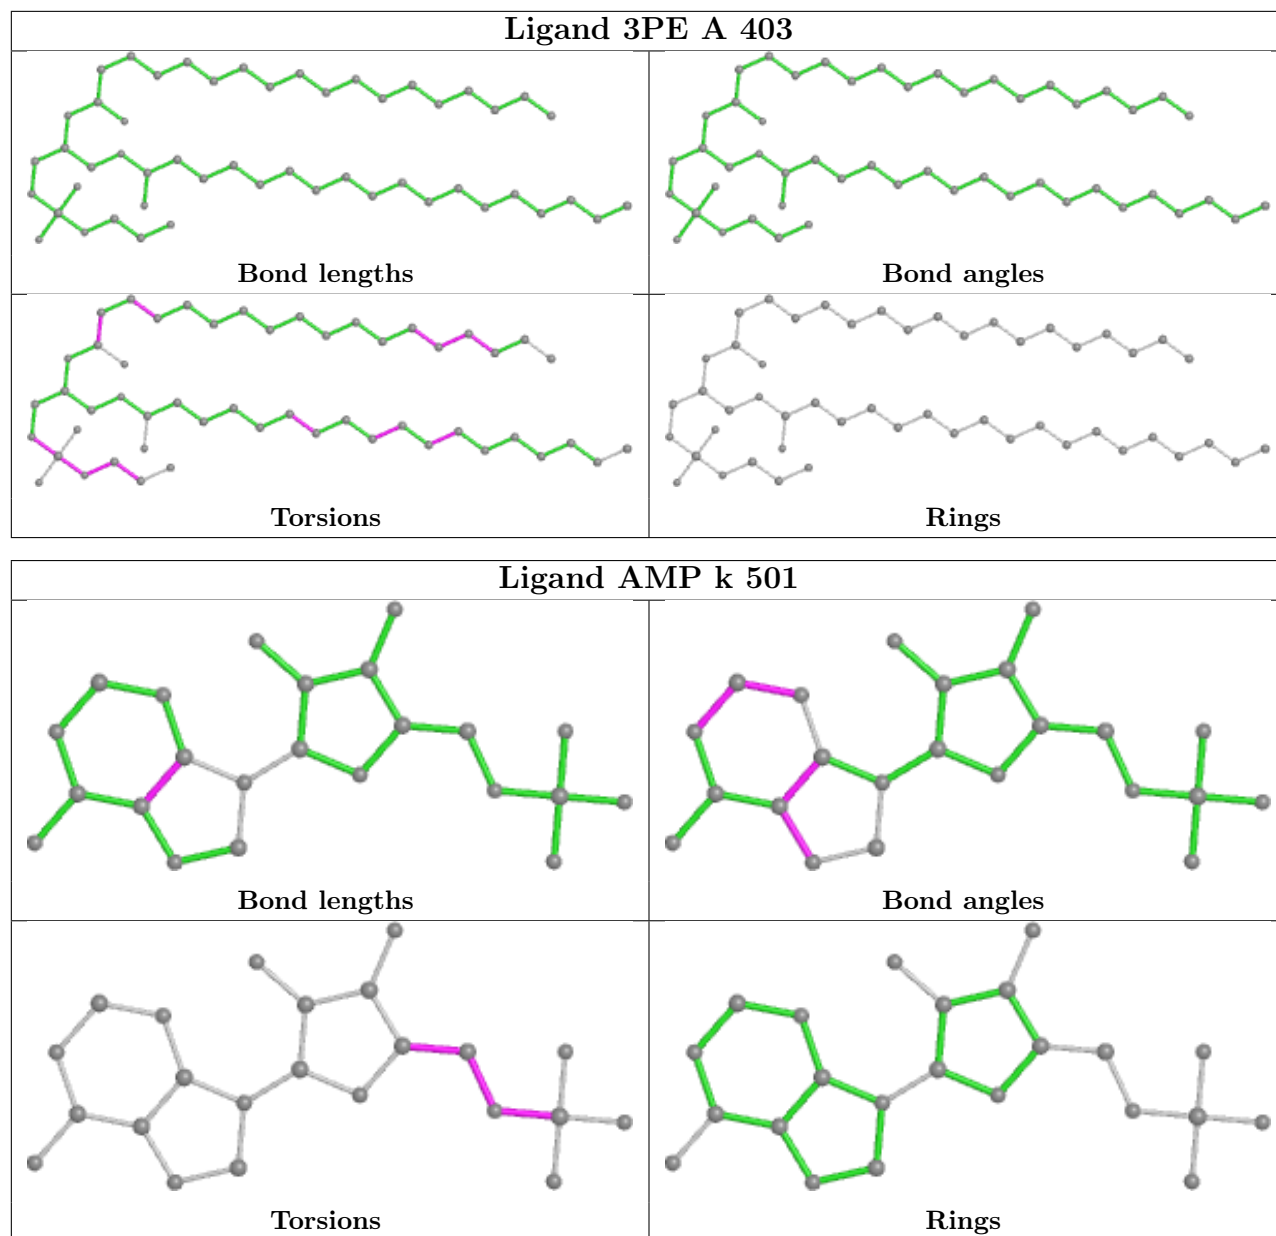 Ligand 3PE A 403
Bond lengths
Bond angles
Torsions
Rings
Ligand AMP k 501
Bond lengths
Bond angles
Torsions
Rings